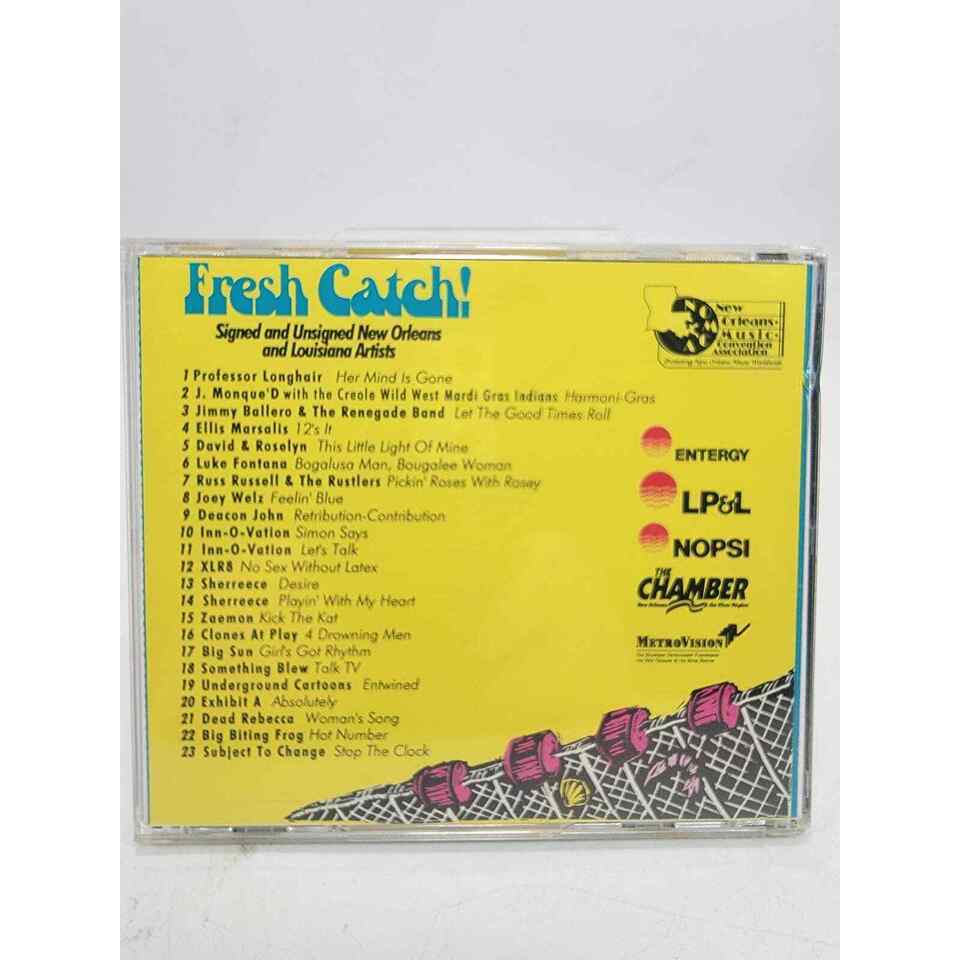 Fresh Catch!
Signed and Unsigned New Orleans
and Louisiana Artists
1 Professor Longhair Her Mind Is Gone
2 J. Monque'D with the Creole Wild West Mardi Gras Indians Harmoni-Gras
3 Jimmy Ballero & The Renegade Band Let The Good Times Roll
4 Ellis Marsalis 12's It
5 David & Roselyn This Little Light Of Mine
6 Luke Fontana Bogalusa Man, Bougalee Woman
7 Russ Russell & The Rustlers Pickin' Roses With Rosey
8 Joey Welz Feelin' Blue
9 Deacon John Retribution-Contribution
10 Inn-O-Vation Simon Says
11 Inn-O-Vation Let's Talk
12 XLR8 No Sex Without Latex
13 Sherreece Desire
14 Sherreece Playin' With My Heart
15 Zaemon Kick The Kat
16 Clones At Play 4 Drowning Men
17 Big Sun Girl's Got Rhythm
18 Something Blew Talk TV
19 Underground Cartoons Entwined
20 Exhibit A Absolutely
21 Dead Rebecca Woman's Song
22 Big Biting Frog Hot Number
23 Subject To Change Stop The Clock
New
Orleans
Music
Convention
Association
ENTERGY
LP&L
NOPSI
THE
CHAMBER
New Orleans & the River Region
METROVISION